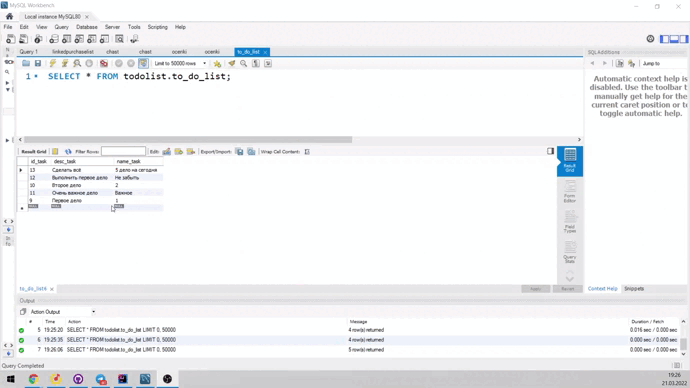 MySQL Workbench
Local instance MySQL80
File Edit View Query Database Server Tools Scripting Help
Query 1 linkedpurchaselist chast chast ocenki ocenki to_do_list
SQLAdditions
Limit to 50000 rows
Jump to
1 SELECT * FROM todolist.to_do_list;
Automatic context help is disabled. Use the toolbar to manually get help for the current caret position or to toggle automatic help.
Result Grid Filter Rows: Edit: Export/Import: Wrap Cell Content:
id_task desc_task name_task
13 Сделать всё 3 дело на сегодня
12 Выполнить первое дело Не забыть
10 Второе дело 2
11 Очень важное дело Важное
9 Первое дело 1
NULL NULL NULL
Result Grid
Form Editor
Field Types
Query Stats
to_do_list6
Apply Revert
Context Help Snippets
Output
Action Output
# Time Action Message Duration / Fetch
5 19:25:20 SELECT * FROM todolist.to_do_list LIMIT 0, 50000 4 row(s) returned 0.016 sec / 0.000 sec
6 19:25:35 SELECT * FROM todolist.to_do_list LIMIT 0, 50000 4 row(s) returned 0.000 sec / 0.000 sec
7 19:26:06 SELECT * FROM todolist.to_do_list LIMIT 0, 50000 5 row(s) returned 0.000 sec / 0.000 sec
Query Completed
19:26
21.03.2022